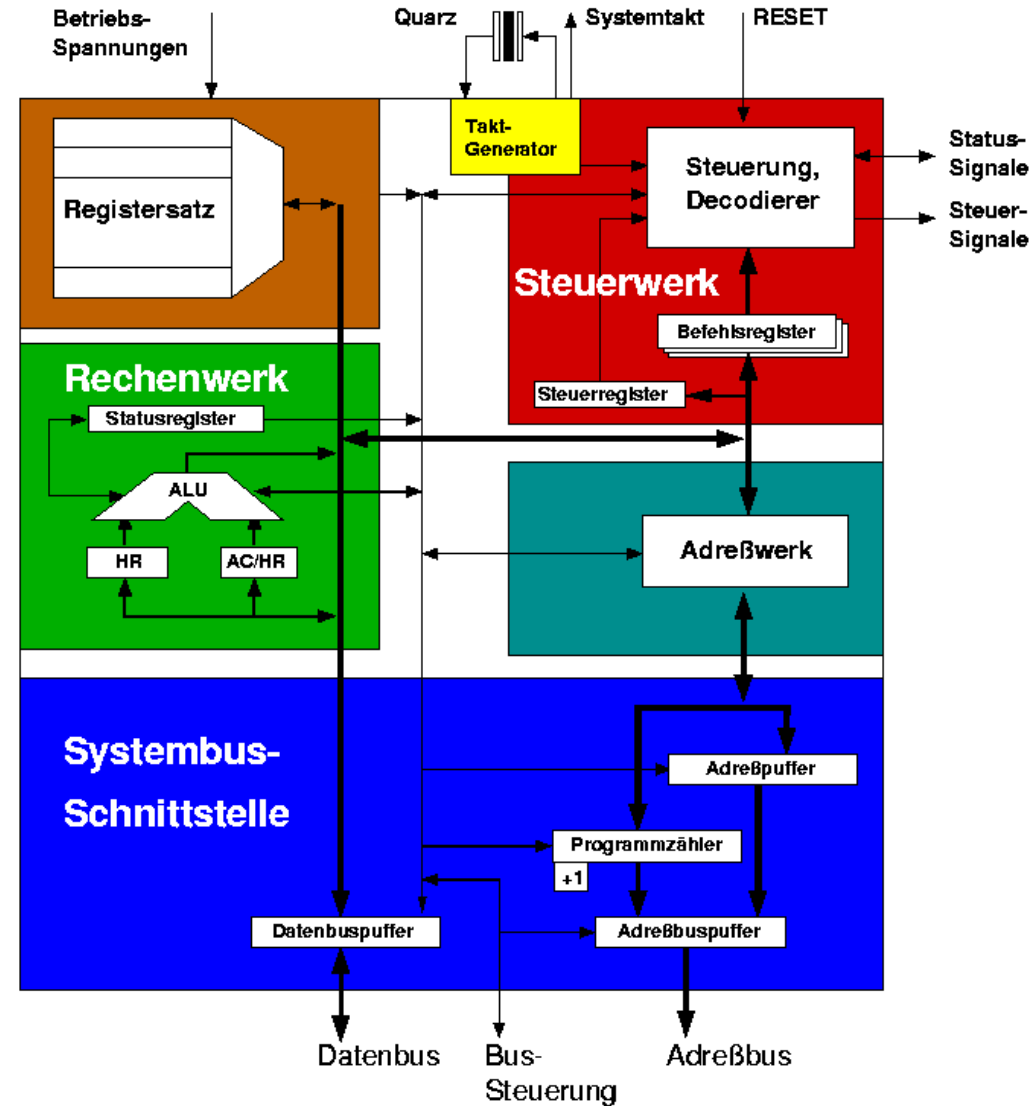 Betriebs-
Spannungen
Quarz
Systemtakt
RESET
Takt-
Generator
Steuerung,
Decodierer
Status-
Signale
Steuer-
Signale
Registersatz
Steuerwerk
Befehlsregister
Steuerregister
Rechenwerk
Statusregister
ALU
HR
AC/HR
Adreßwerk
Systembus-
Schnittstelle
Adreßpuffer
Programmzähler
+1
Datenbuspuffer
Adreßbuspuffer
Datenbus
Bus-
Steuerung
Adreßbus